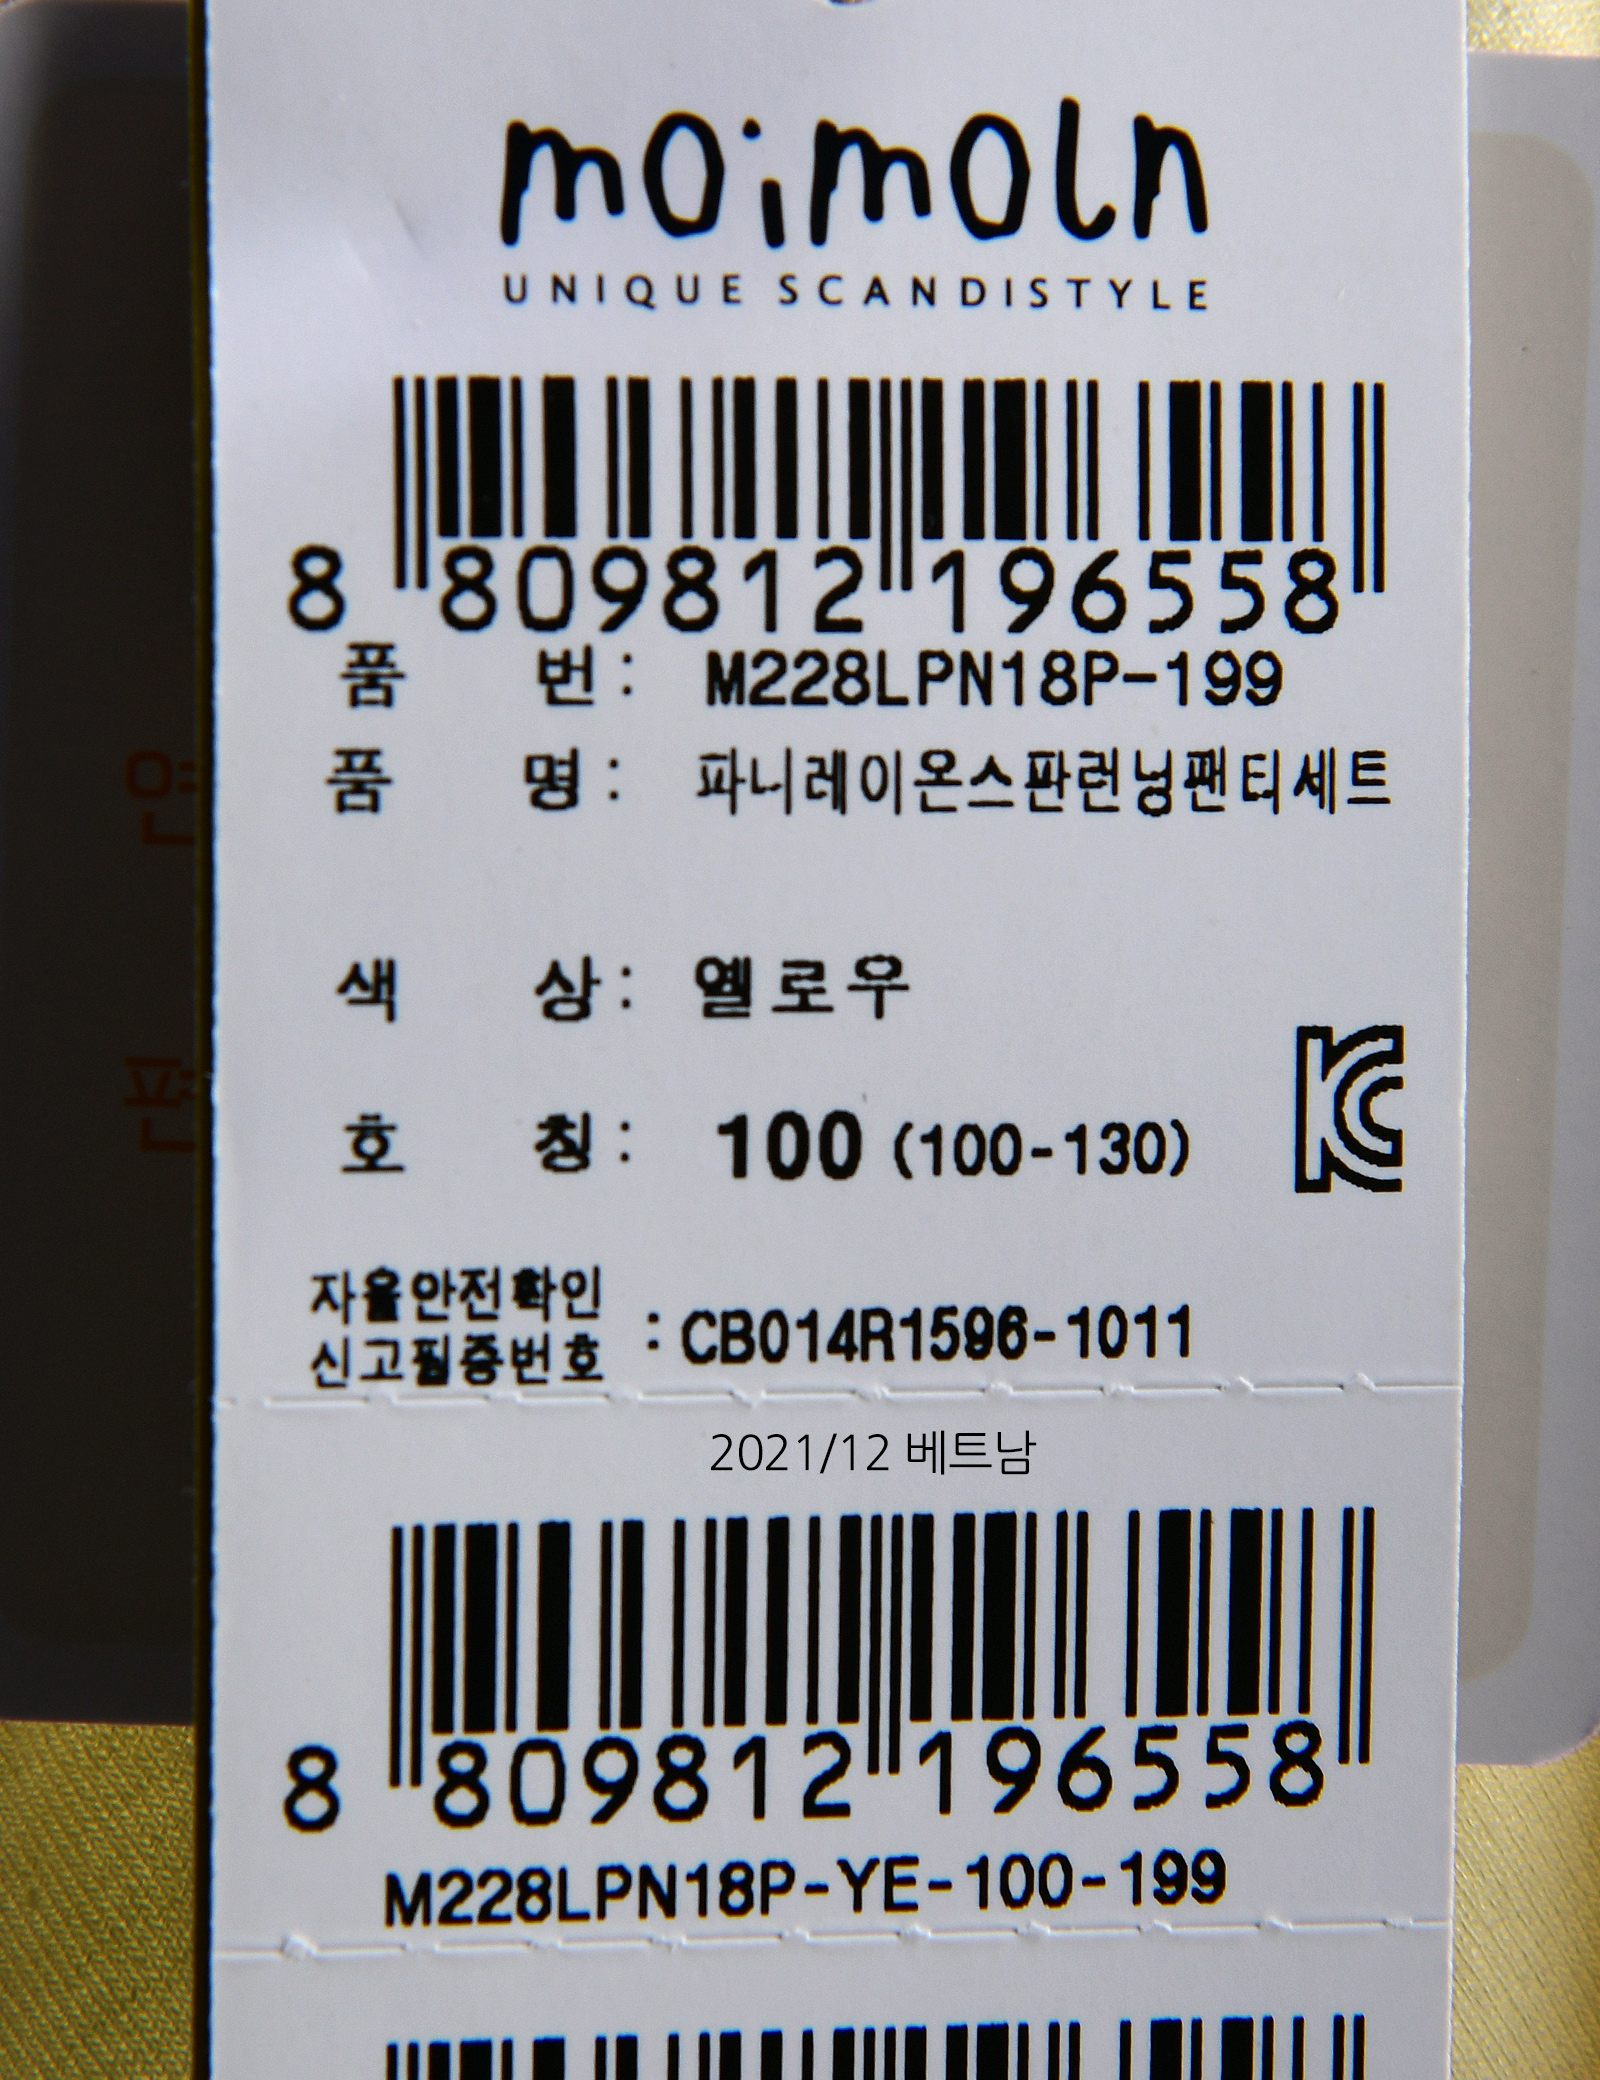 moimoln
UNIQUE SCANDISTYLE
8 809812 196558
품 번 : M228LPN18P-199
품 명 : 파니레이온스판런닝팬티세트
색 상 : 옐로우
호 칭 : 100 (100-130)
자율안전확인
신고필증번호 : CB014R1596-1011
2021/12 베트남
8 809812 196558
M228LPN18P-YE-100-199